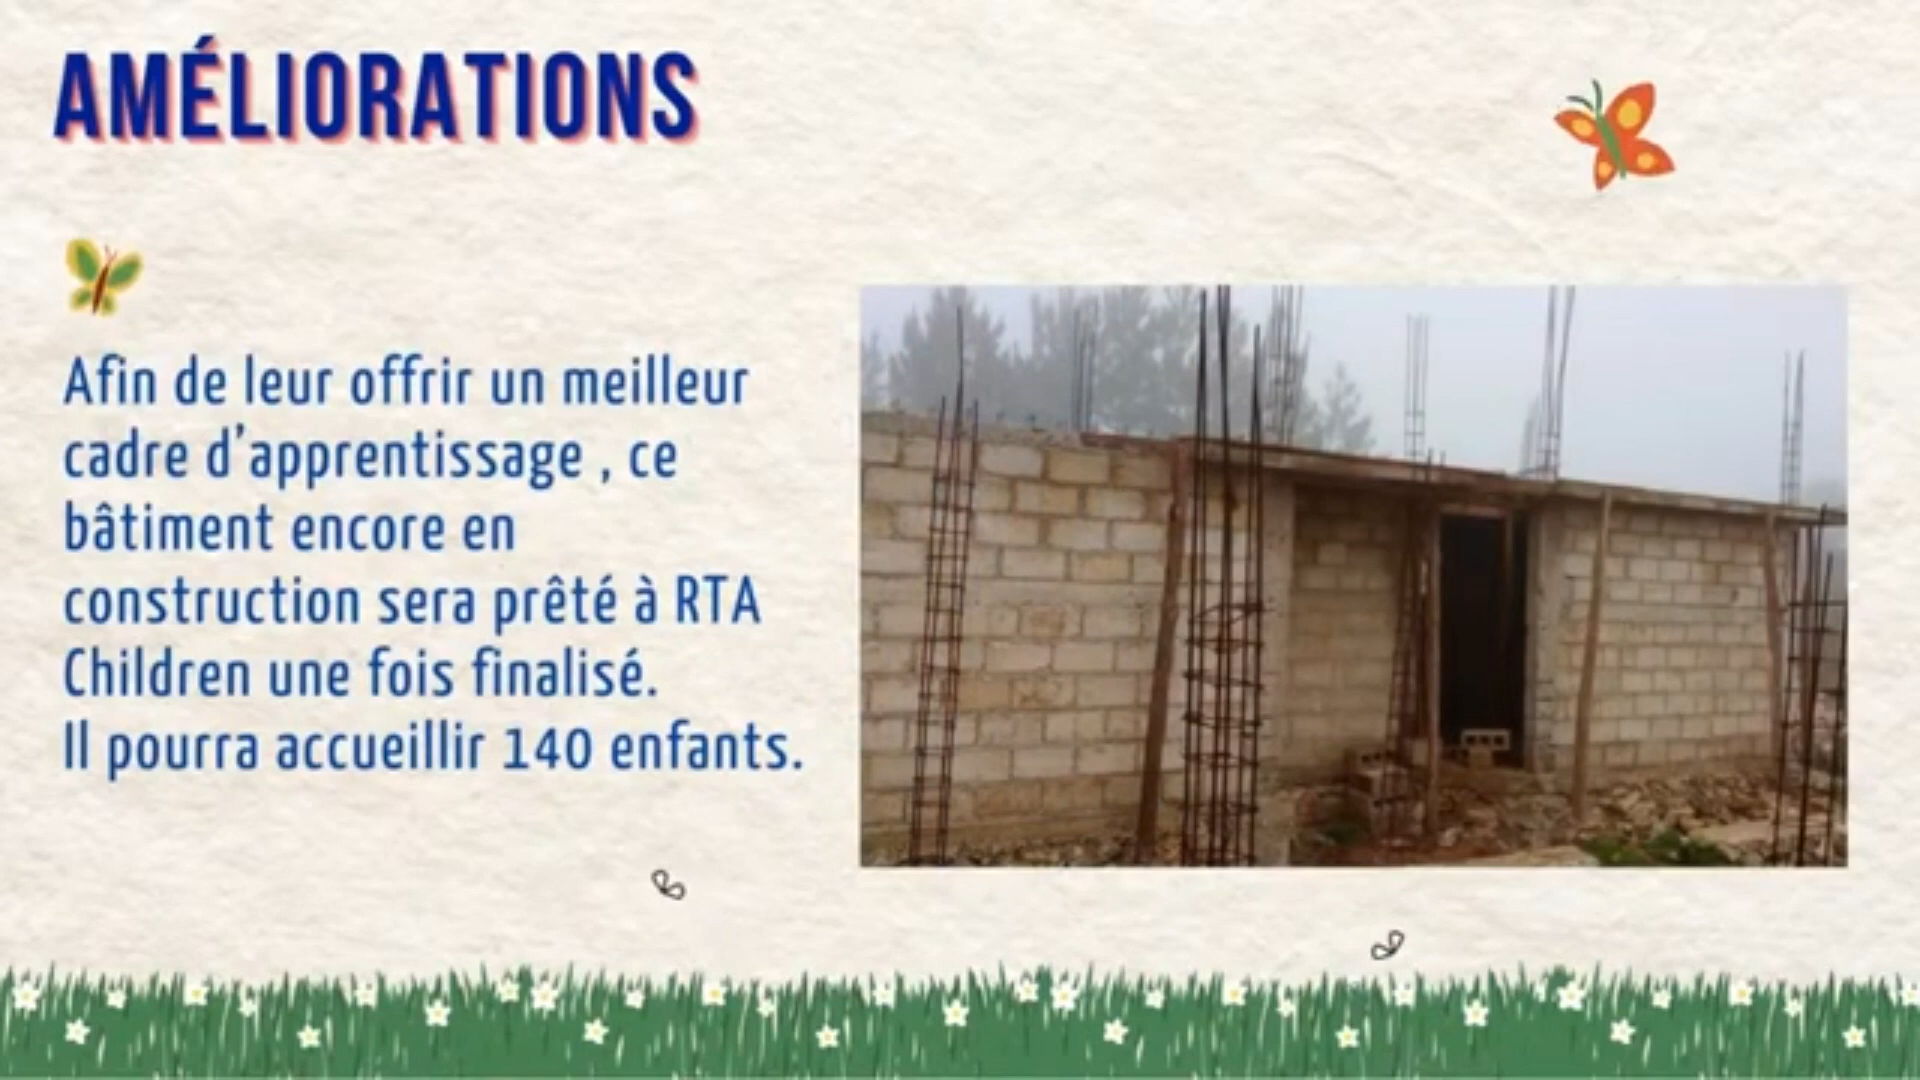 AMÉLIORATIONS
Afin de leur offrir un meilleur
cadre d'apprentissage , ce
bâtiment encore en
construction sera prêté à RTA
Children une fois finalisé.
Il pourra accueillir 140 enfants.